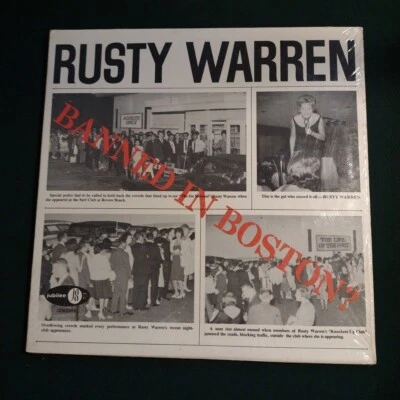 RUSTY WARREN
BANNED IN BOSTON?
Special police had to be called to hold back the crowds that lined up to see the Warren when
she appeared at the Surf Club at Revere Beach.
This is the gal who caused it all—RUSTY WARREN
jubilee
Overflowing crowds marked every performance at Rusty Warren's recent night-
club appearances.
A near riot almost ensued when members of Rusty Warren's "Knockers Up Club"
jammed the roads, blocking traffic, outside the club where she is appearing.